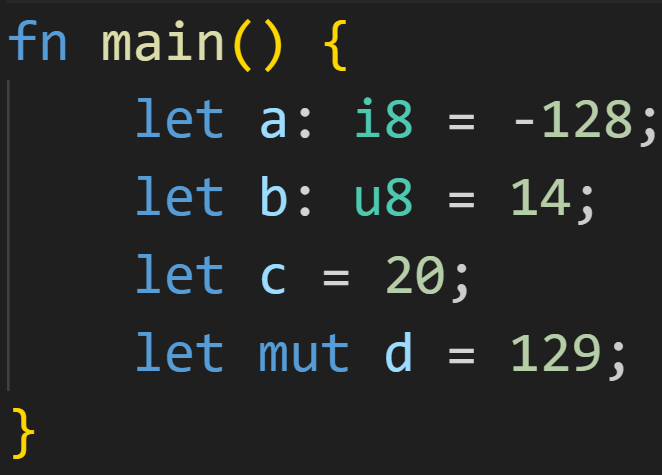 fn main() {
    let a: i8 = -128;
    let b: u8 = 14;
    let c = 20;
    let mut d = 129;
}